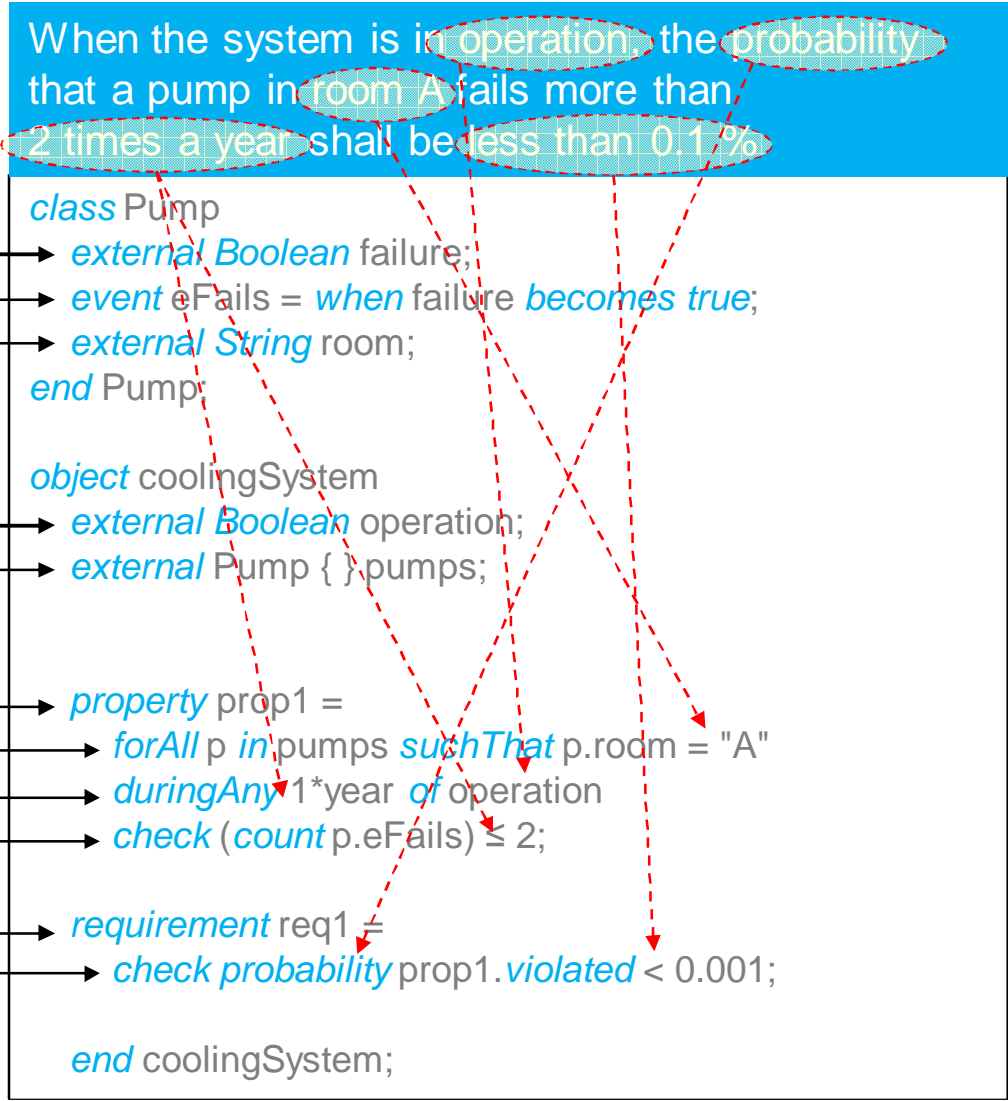 When the system is in operation, the probability
that a pump in room A fails more than
2 times a year shall be less than 0.1 %
class Pump
external Boolean failure;
event eFails = when failure becomes true;
external String room;
end Pump;
object coolingSystem
external Boolean operation;
external Pump { } pumps;
property prop1 =
forAll p in pumps suchThat p.room = "A"
duringAny 1*year of operation
check (count p.eFails) ≤ 2;
requirement req1 =
check probability prop1.violated < 0.001;
end coolingSystem;